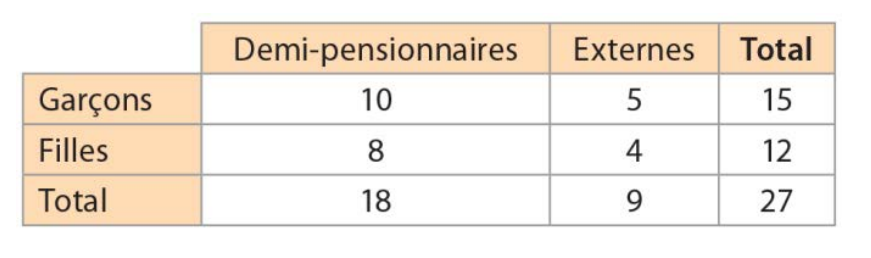 Demi-pensionnaires Externes Total
Garçons 10 5 15
Filles 8 4 12
Total 18 9 27